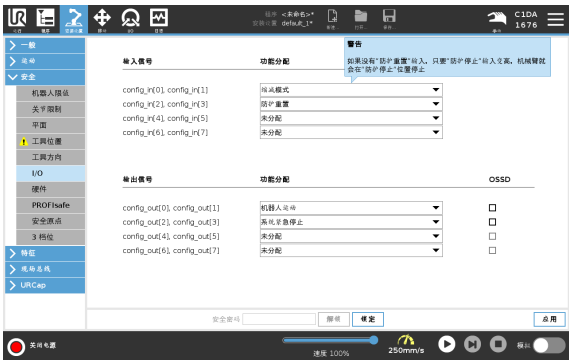 程序 <未命名>*
安装设置 default_1*
新建... 打开... 保存...
C1DA
1676
运行 程序 安装设置 移动 I/O 日志
一般
运动
安全
机器人限值
关节限制
平面
工具位置
工具方向
I/O
硬件
PROFIsafe
安全原点
3 档位
特征
现场总线
URCap
警告
如果没有"防护重置"输入，只要"防护停止"输入变高，机械臂就
会在"防护停止"位置停止
输入信号 功能分配
config_in[0], config_in[1] 缩减模式
config_in[2], config_in[3] 防护重置
config_in[4], config_in[5] 未分配
config_in[6], config_in[7] 未分配
输出信号 功能分配 OSSD
config_out[0], config_out[1] 机器人运动
config_out[2], config_out[3] 系统紧急停止
config_out[4], config_out[5] 未分配
config_out[6], config_out[7] 未分配
安全密码 解锁 锁定 应用
关闭电源
速度 100%
250mm/s
模拟